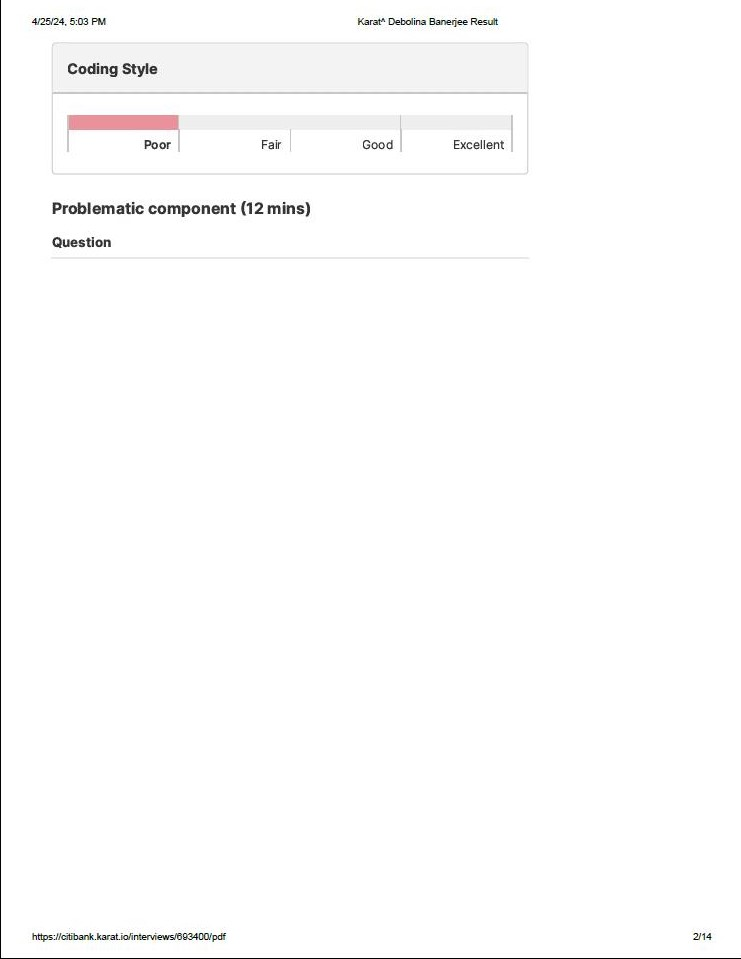 4/25/24, 5:03 PM Karat^ Debolina Banerjee Result
Coding Style
Poor Fair Good Excellent
Problematic component (12 mins)
Question
https://citibank.karat.io/interviews/693400/pdf 2/14